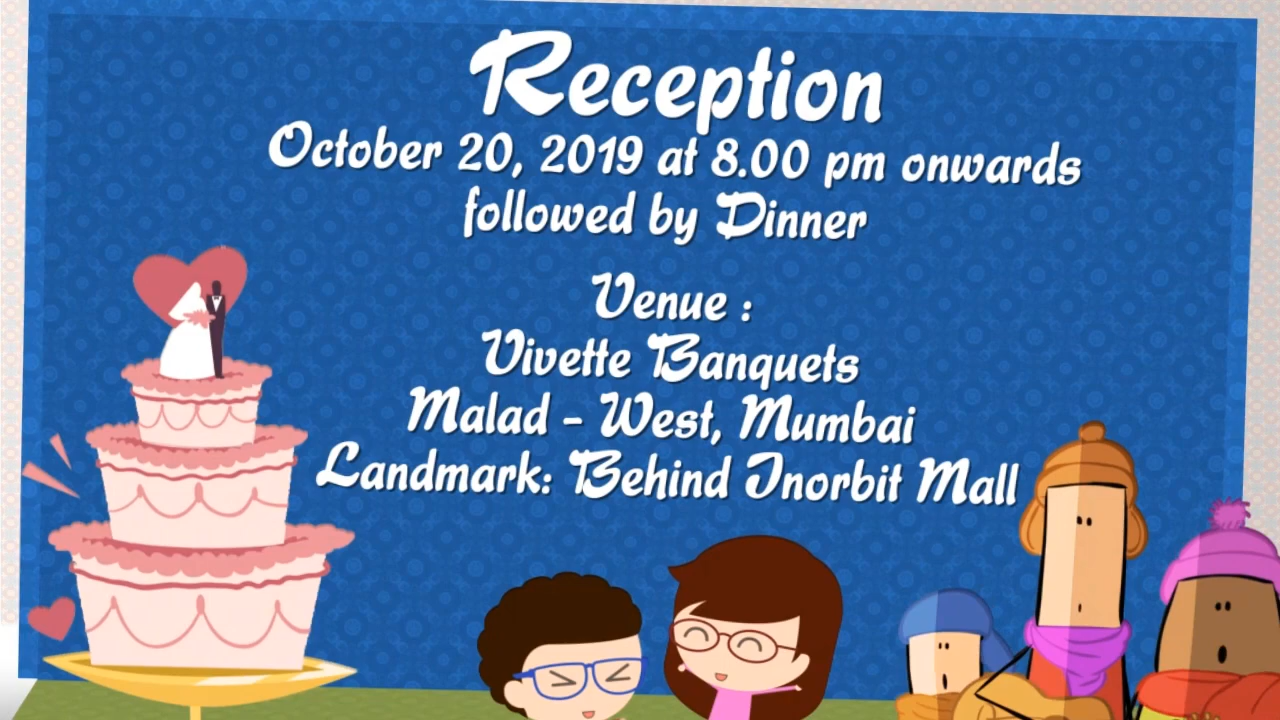 Reception
October 20, 2019 at 8.00 pm onwards
followed by Dinner
Venue :
Vivette Banquets
Malad - West, Mumbai
Landmark: Behind Inorbit Mall